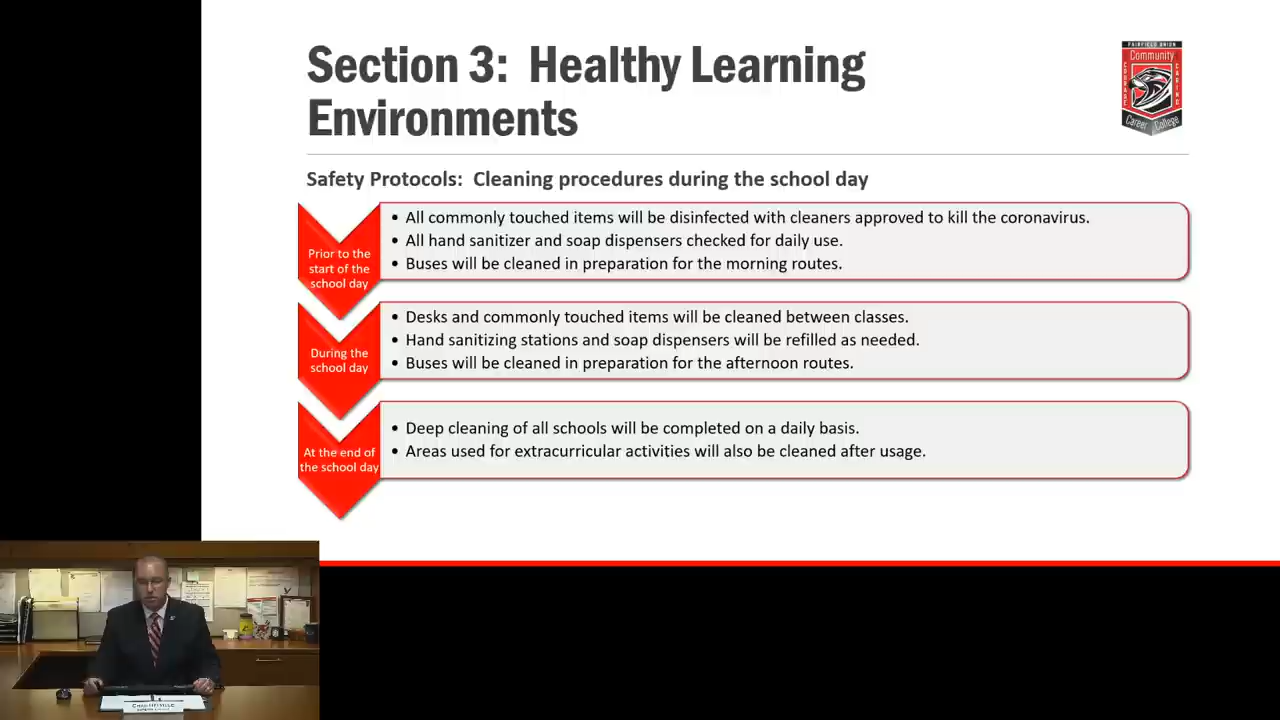 Section 3: Healthy Learning
Environments
FAIRFIELD UNION
Community
COURAGE
CARING
Career
College
Safety Protocols: Cleaning procedures during the school day
Prior to the
start of the
school day
• All commonly touched items will be disinfected with cleaners approved to kill the coronavirus.
• All hand sanitizer and soap dispensers checked for daily use.
• Buses will be cleaned in preparation for the morning routes.
During the
school day
• Desks and commonly touched items will be cleaned between classes.
• Hand sanitizing stations and soap dispensers will be refilled as needed.
• Buses will be cleaned in preparation for the afternoon routes.
At the end of
the school day
• Deep cleaning of all schools will be completed on a daily basis.
• Areas used for extracurricular activities will also be cleaned after usage.